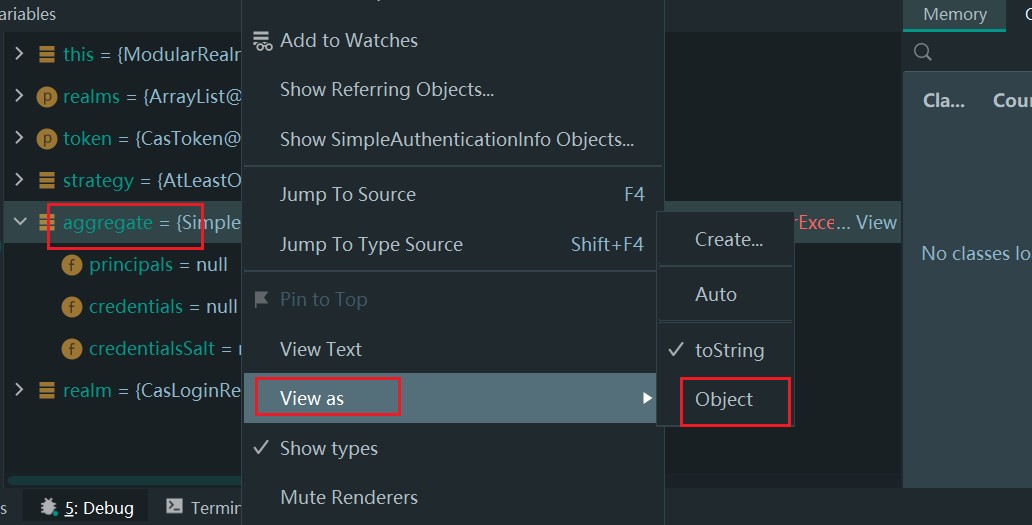 ariables
this = {ModularRealm
realms = {ArrayList@
token = {CasToken@
strategy = {AtLeastO
aggregate = {Simple
principals = null
credentials = null
credentialsSalt =
realm = {CasLoginRe
s
5: Debug
Termin
Add to Watches
Show Referring Objects...
Show SimpleAuthenticationInfo Objects...
Jump To Source F4
Jump To Type Source Shift+F4
Pin to Top
View Text
View as
Show types
Mute Renderers
Create...
Auto
toString
Object
rExce... View
Memory
Cla... Cou
No classes lo